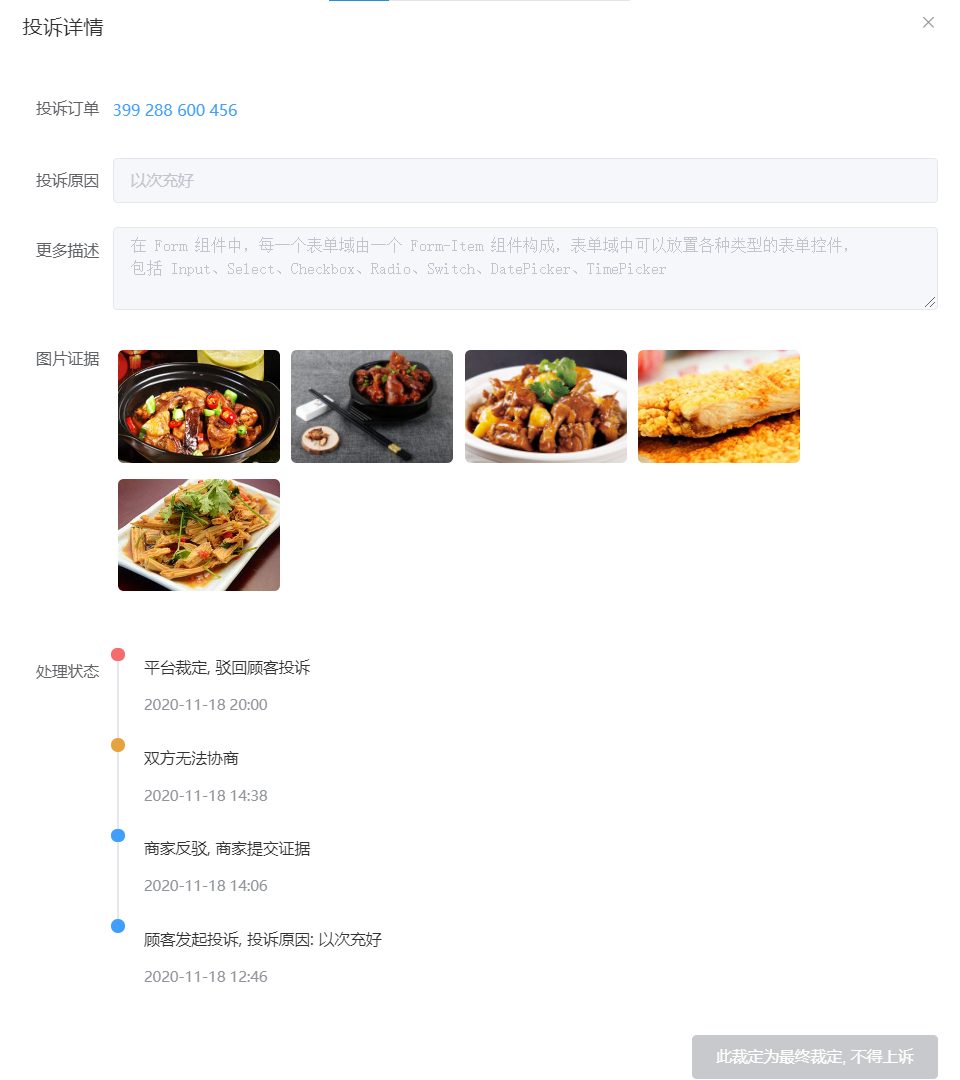 投诉详情
投诉订单 399 288 600 456
投诉原因 以次充好
更多描述 在 Form 组件中，每一个表单域由一个 Form-Item 组件构成，表单域中可以放置各种类型的表单控件，
包括 Input、Select、Checkbox、Radio、Switch、DatePicker、TimePicker
图片证据
处理状态 平台裁定, 驳回顾客投诉
2020-11-18 20:00
双方无法协商
2020-11-18 14:38
商家反驳, 商家提交证据
2020-11-18 14:06
顾客发起投诉, 投诉原因: 以次充好
2020-11-18 12:46
此裁定为最终裁定, 不得上诉